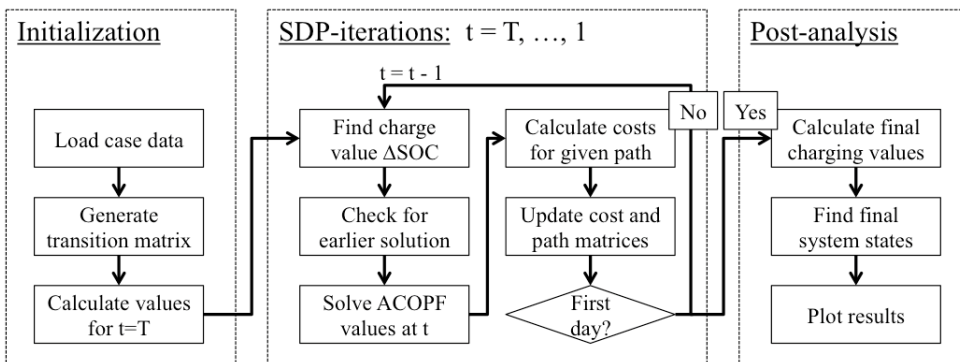 Initialization
Load case data
Generate
transition matrix
Calculate values
for t=T
SDP-iterations: t = T, …, 1
t = t - 1
Find charge
value ΔSOC
Check for
earlier solution
Solve ACOPF
values at t
Calculate costs
for given path
Update cost and
path matrices
First
day?
No
Yes
Post-analysis
Calculate final
charging values
Find final
system states
Plot results